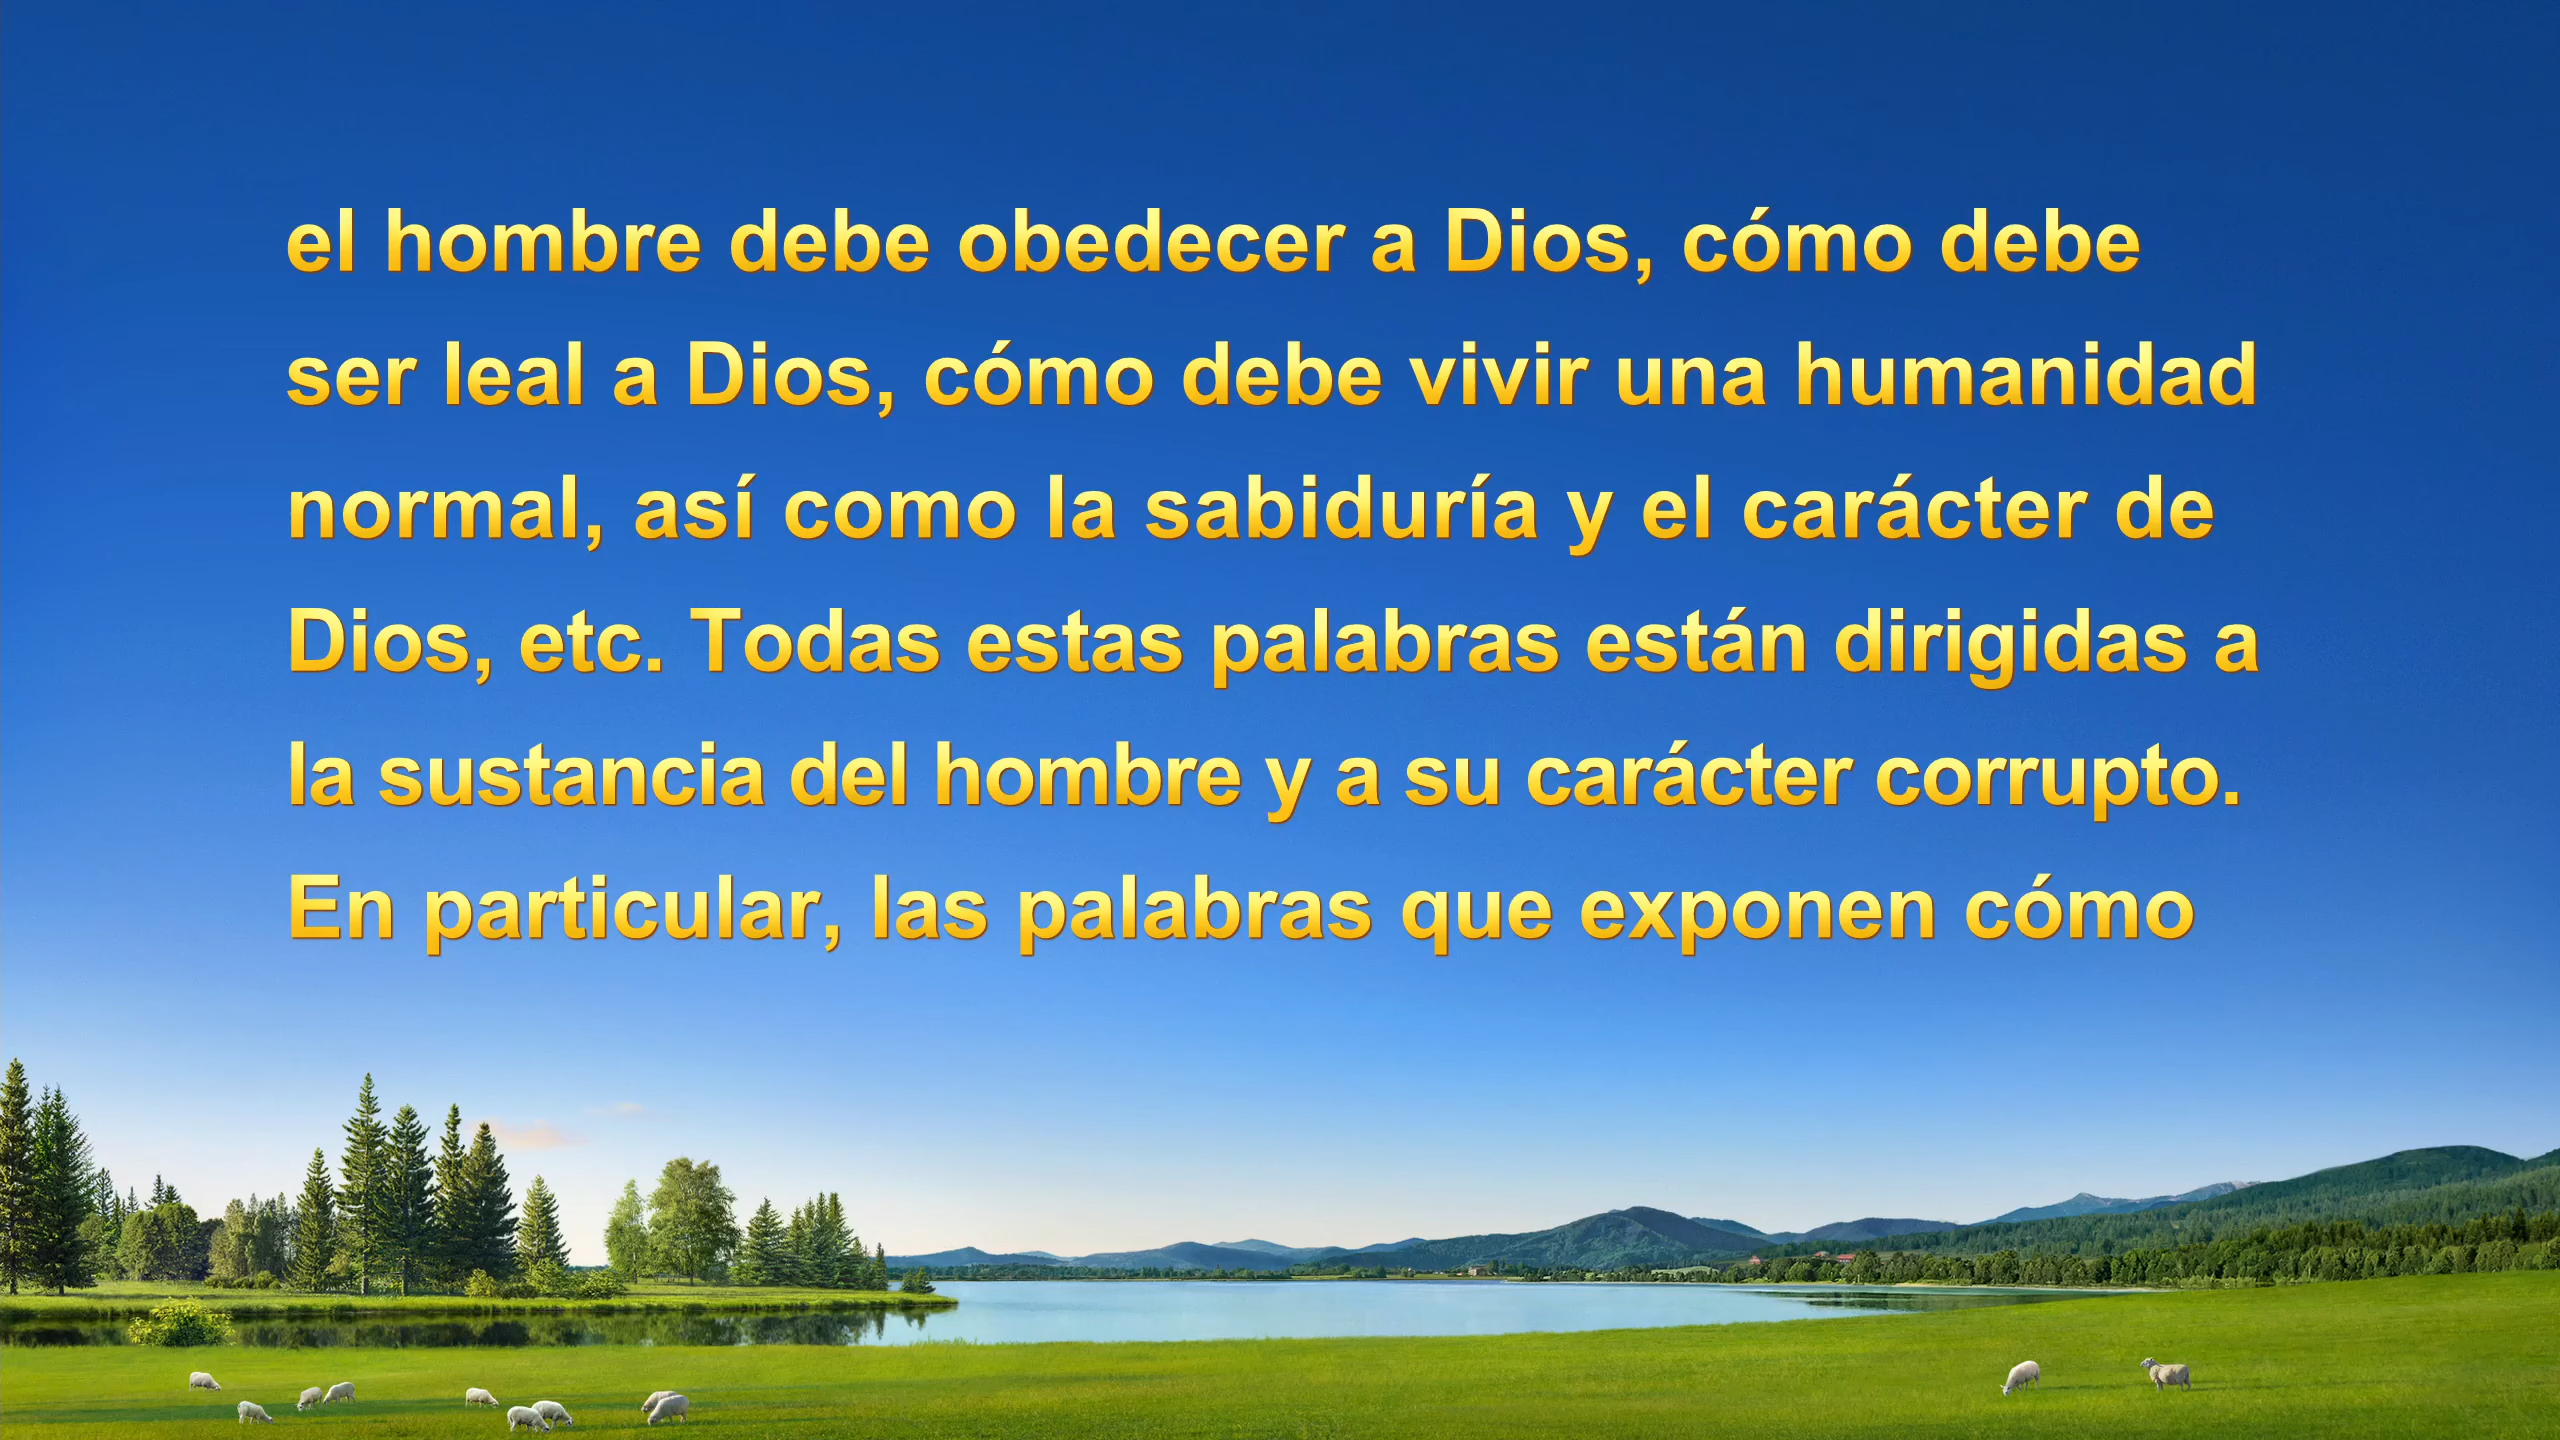 el hombre debe obedecer a Dios, cómo debe
ser leal a Dios, cómo debe vivir una humanidad
normal, así como la sabiduría y el carácter de
Dios, etc. Todas estas palabras están dirigidas a
la sustancia del hombre y a su carácter corrupto.
En particular, las palabras que exponen cómo